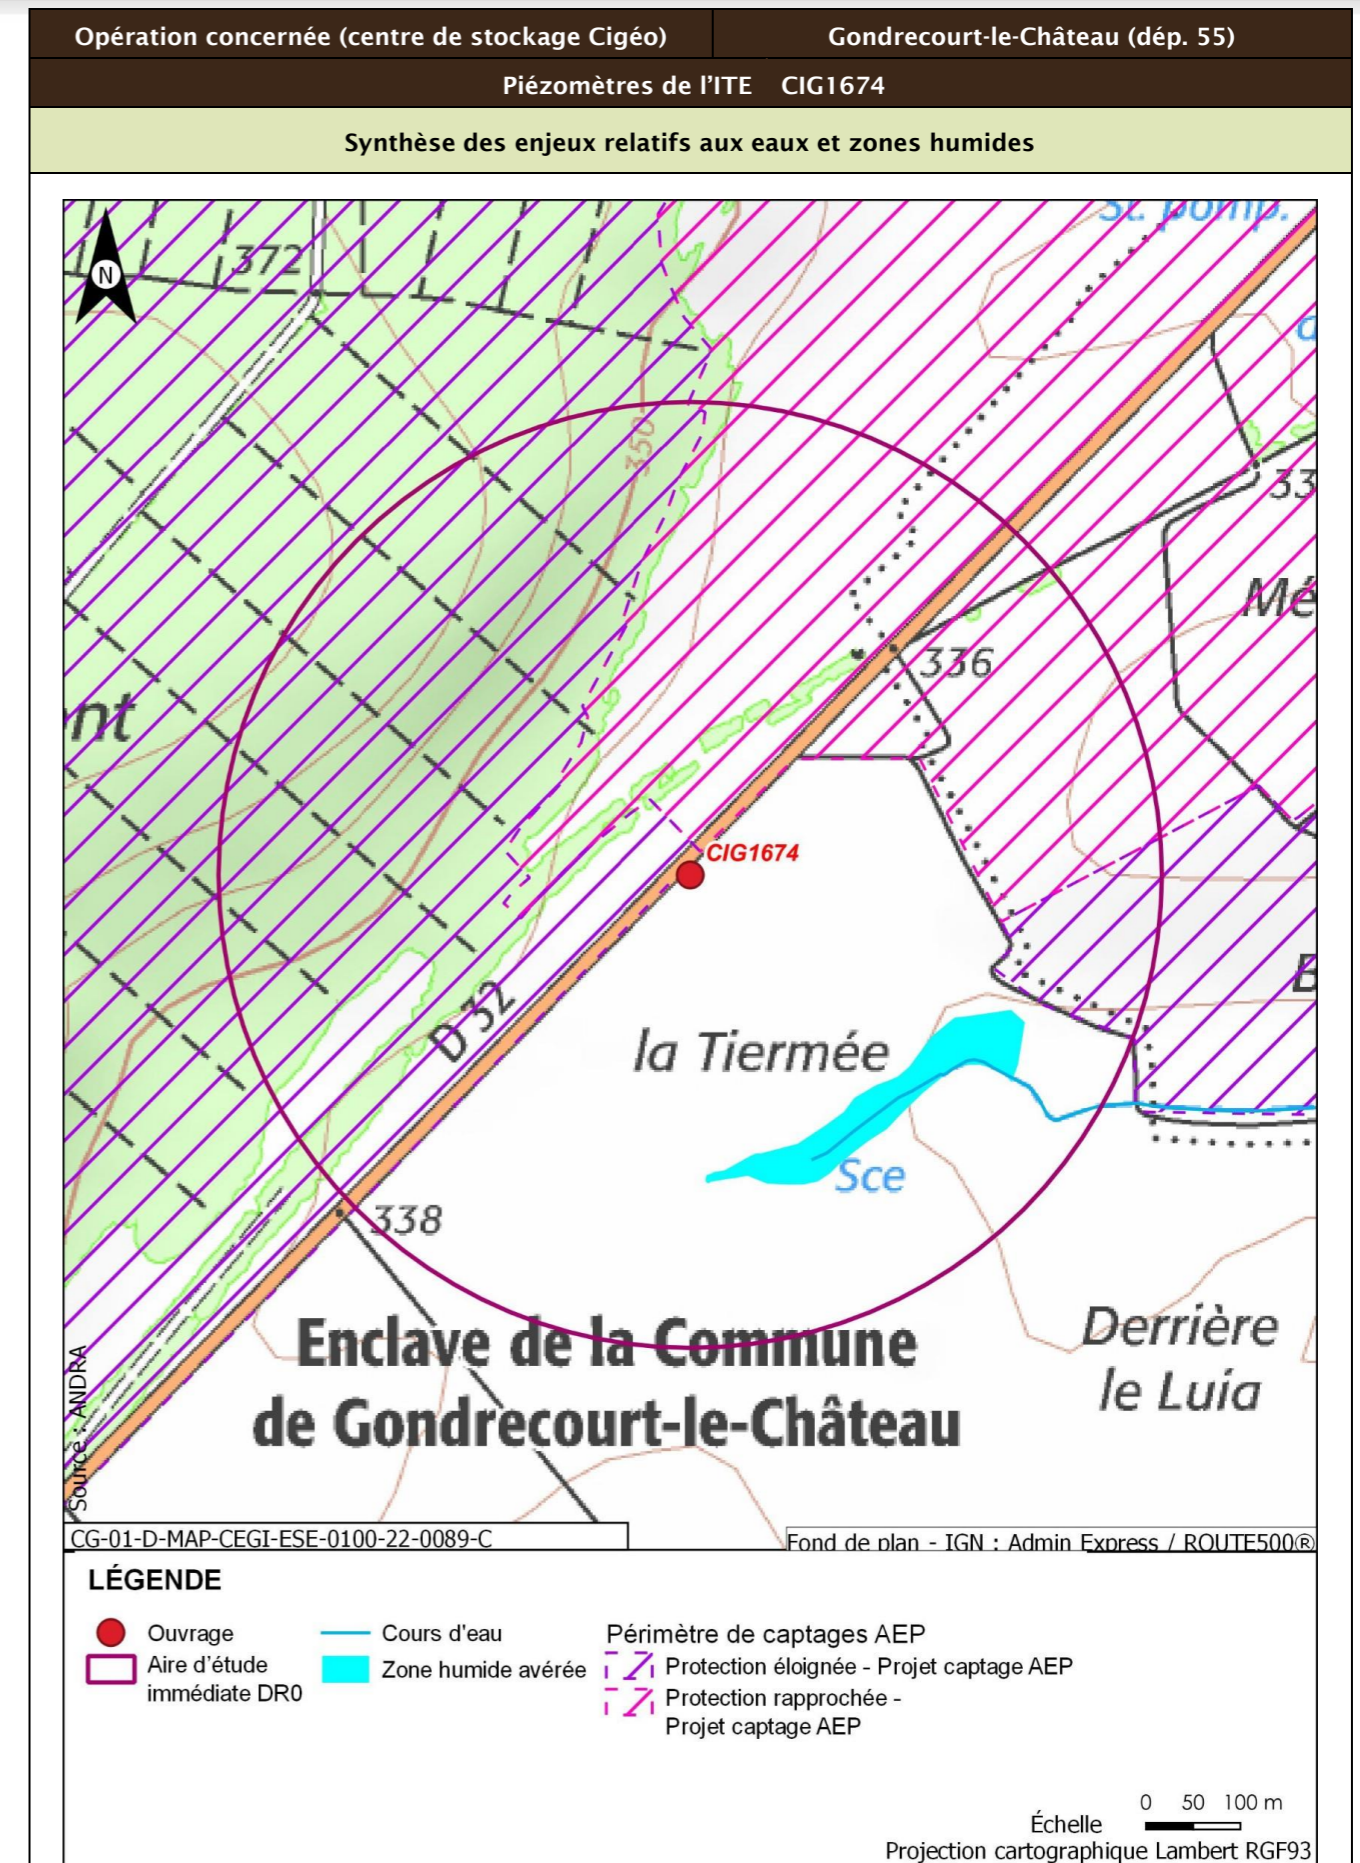 Opération concernée (centre de stockage Cigéo)
Gondrecourt-le-Château (dép. 55)
Piézomètres de l'ITE CIG1674
Synthèse des enjeux relatifs aux eaux et zones humides
St. pomp.
372
N
d
350
33
Mé
336
nt
CIG1674
B
D 32
la Tiermée
Sce
338
Enclave de la Commune
de Gondrecourt-le-Château
Derrière
le Luia
Source : ANDRA
CG-01-D-MAP-CEGI-ESE-0100-22-0089-C
Fond de plan - IGN : Admin Express / ROUTE500®
LÉGENDE
Ouvrage
Aire d'étude
immédiate DR0
Cours d'eau
Zone humide avérée
Périmètre de captages AEP
Protection éloignée - Projet captage AEP
Protection rapprochée -
Projet captage AEP
0 50 100 m
Échelle
Projection cartographique Lambert RGF93